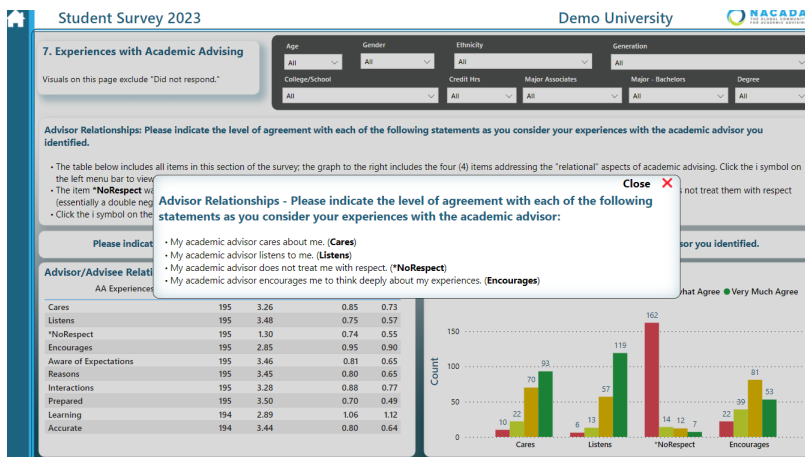 Student Survey 2023
Demo University
NACADA
7. Experiences with Academic Advising
Visuals on this page exclude "Did not respond."
Age
Gender
Ethnicity
Generation
All
All
All
All
College/School
Credit Hrs
Major Associates
Major - Bachelors
Degree
All
All
All
All
All
Advisor Relationships: Please indicate the level of agreement with each of the following statements as you consider your experiences with the academic advisor you
identified.
• The table below includes all items in this section of the survey; the graph to the right includes the four (4) items addressing the "relational" aspects of academic advising. Click the i symbol on
the left menu bar to view
• The item *NoRespect
s not treat them with respect
(essentially a double neg
• Click the i symbol on the
Close
Advisor Relationships - Please indicate the level of agreement with each of the following
statements as you consider your experiences with the academic advisor:
• My academic advisor cares about me. (Cares)
• My academic advisor listens to me. (Listens)
• My academic advisor does not treat me with respect. (*NoRespect)
• My academic advisor encourages me to think deeply about my experiences. (Encourages)
Please indicat
sor you identified.
Advisor/Advisee Relati
AA Experiences
Cares 195 3.26 0.85 0.73
Listens 195 3.48 0.75 0.57
*NoRespect 195 1.30 0.74 0.55
Encourages 195 2.85 0.95 0.90
Aware of Expectations 195 3.46 0.81 0.65
Reasons 195 3.45 0.80 0.65
Interactions 195 3.28 0.88 0.77
Prepared 195 3.50 0.70 0.49
Learning 194 2.89 1.06 1.12
Accurate 194 3.44 0.80 0.64
what Agree Very Much Agree
Count
150
100
50
0
10 22 70 93
6 13 57 119
162 14 12 7
22 39 81 53
Cares
Listens
*NoRespect
Encourages